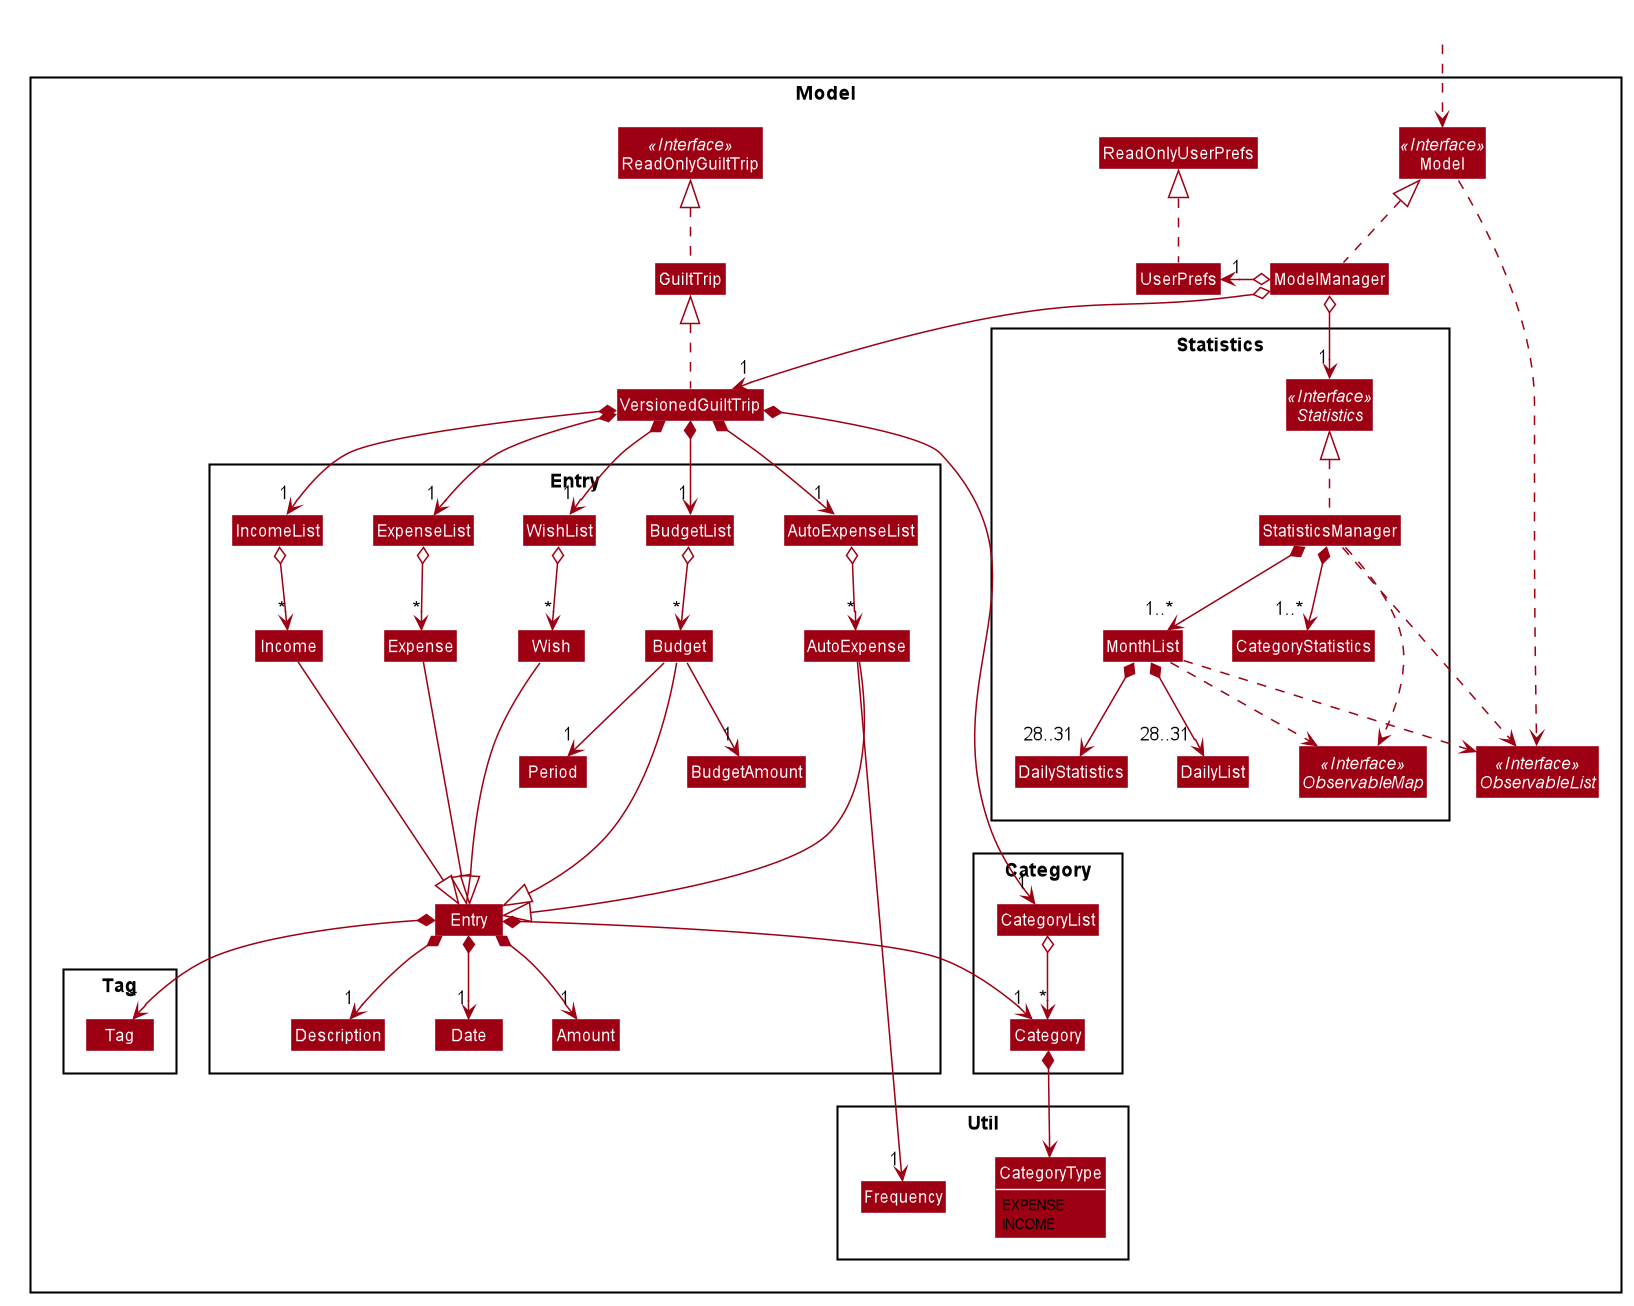 Model
«Interface»
ReadOnlyGuiltTrip
ReadOnlyUserPrefs
«Interface»
Model
GuiltTrip
UserPrefs
1
ModelManager
Statistics
1
1
«Interface»
Statistics
VersionedGuiltTrip
Entry
1
1
1
1
1
IncomeList
ExpenseList
WishList
BudgetList
AutoExpenseList
StatisticsManager
*
*
*
*
*
1..*
1..*
Income
Expense
Wish
Budget
AutoExpense
MonthList
CategoryStatistics
1
1
28..31
28..31
Period
BudgetAmount
DailyStatistics
DailyList
«Interface»
ObservableMap
«Interface»
ObservableList
Category
1
Entry
CategoryList
Tag
1
1
1
1
*
Tag
Description
Date
Amount
Category
Util
1
Frequency
CategoryType
EXPENSE
INCOME